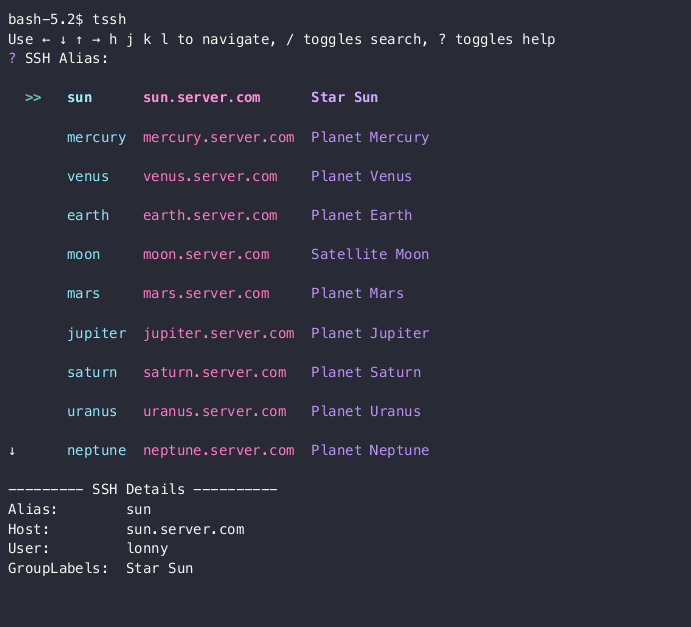 bash-5.2$ tssh
Use ← ↓ ↑ → h j k l to navigate, / toggles search, ? toggles help
? SSH Alias:
>> sun sun.server.com Star Sun
mercury mercury.server.com Planet Mercury
venus venus.server.com Planet Venus
earth earth.server.com Planet Earth
moon moon.server.com Satellite Moon
mars mars.server.com Planet Mars
jupiter jupiter.server.com Planet Jupiter
saturn saturn.server.com Planet Saturn
uranus uranus.server.com Planet Uranus
↓ neptune neptune.server.com Planet Neptune
--------- SSH Details ----------
Alias: sun
Host: sun.server.com
User: lonny
GroupLabels: Star Sun